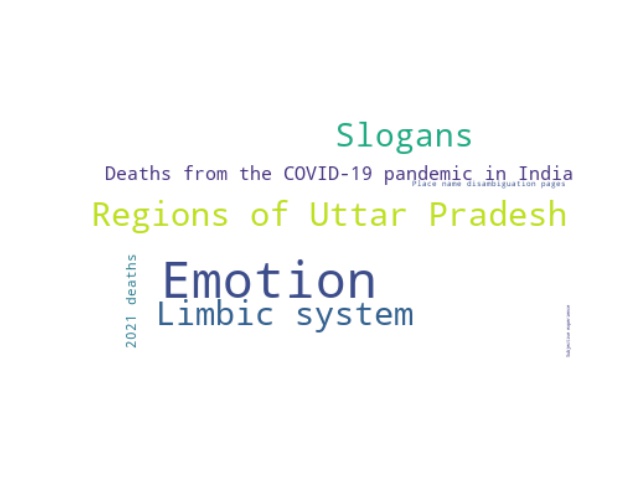 Slogans
Deaths from the COVID-19 pandemic in India
Place name disambiguation pages
Regions of Uttar Pradesh
2021 deaths
Emotion
Limbic system
Subjective experience